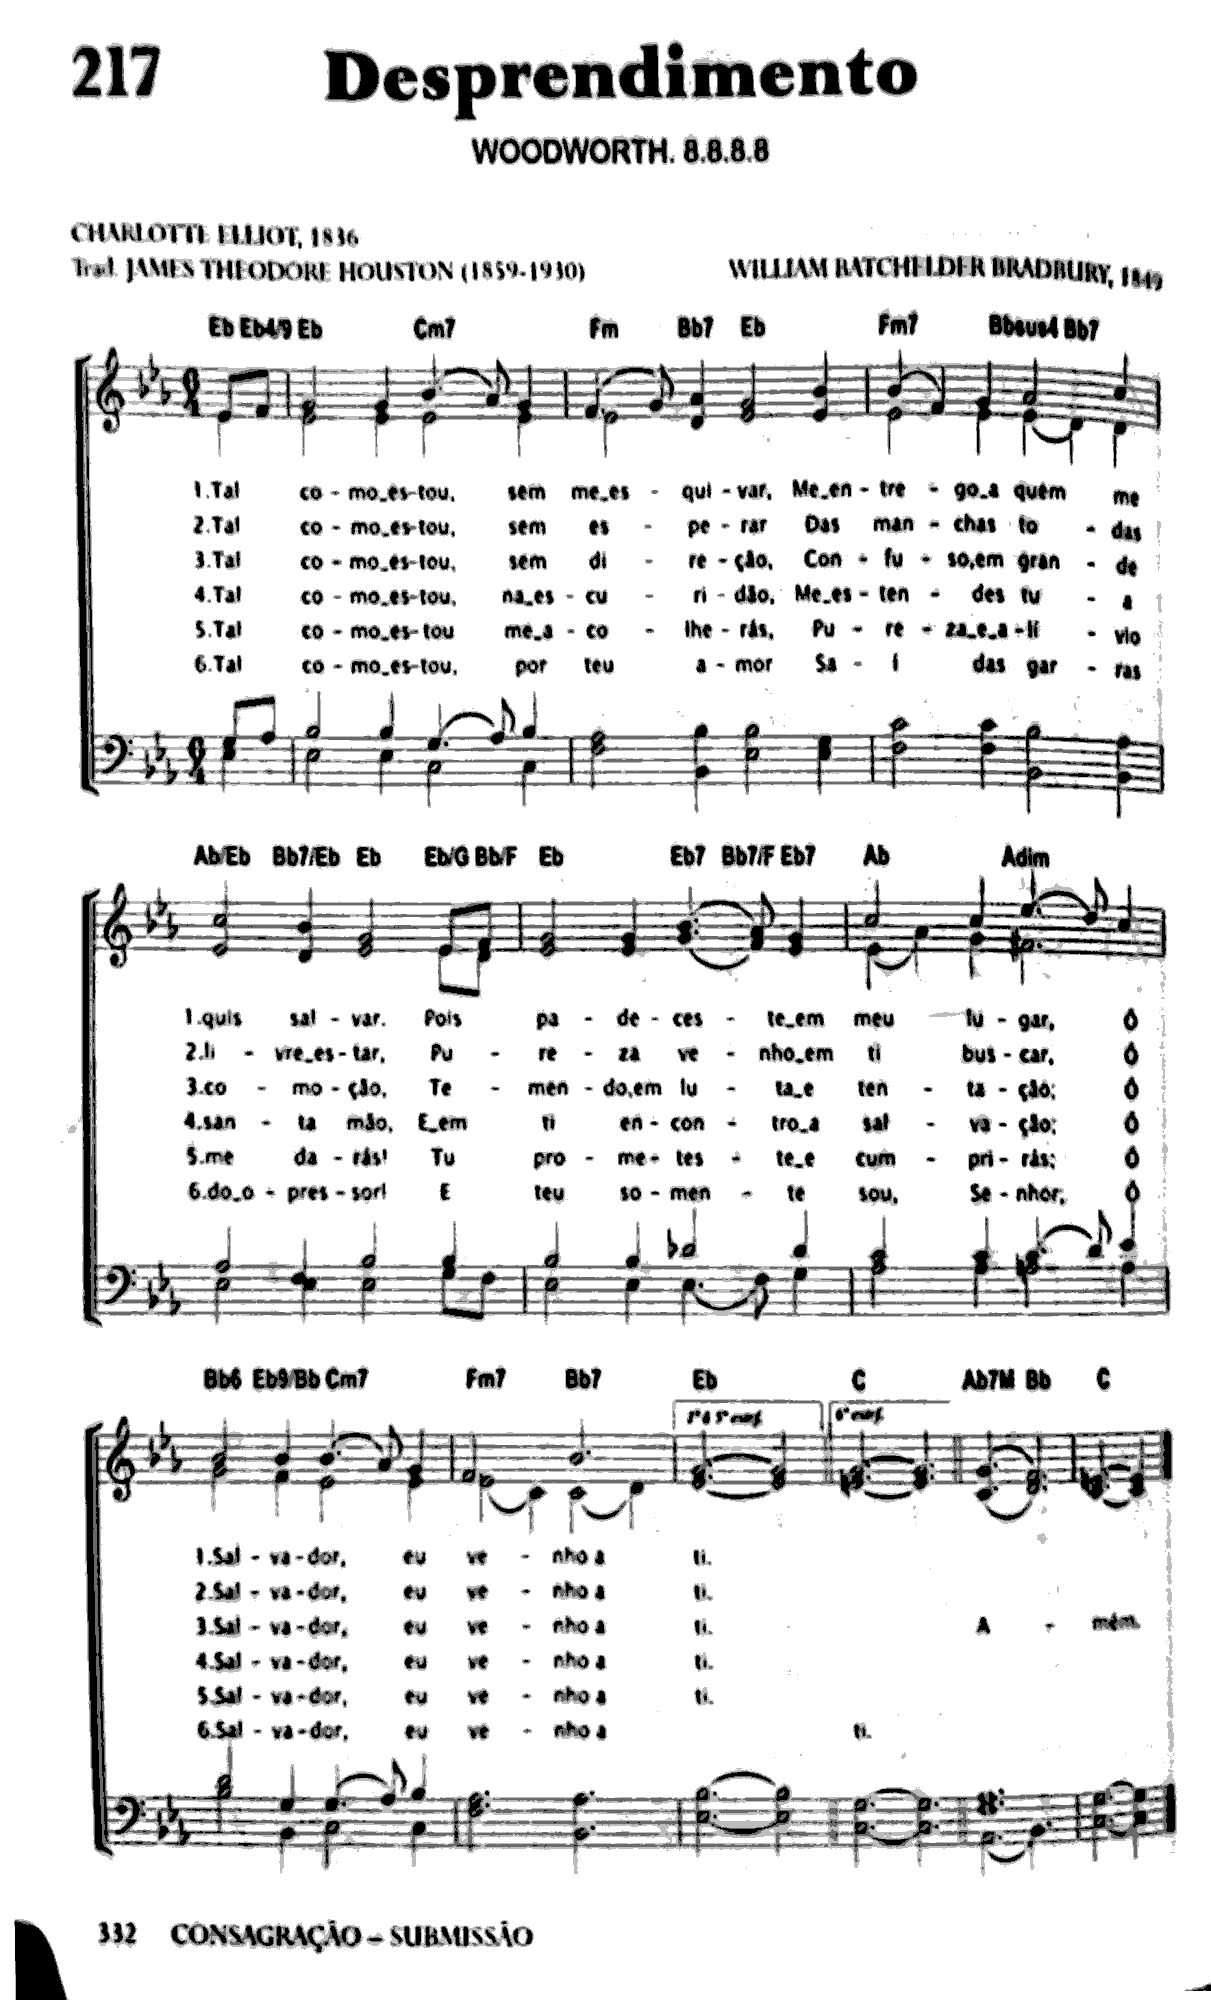 217 Desprendimento
WOODWORTH. 8.8.8.8
CHARLOTTE ELLIOT, 1836
Trad. JAMES THEODORE HOUSTON (1859-1930) WILLIAM BATCHELDER BRADBURY, 1849
Eb Eb4/9 Eb Cm7 Fm Bb7 Eb Fm7 Bbsus4 Bb7
6 4
1.Tal co - mo_es-tou, sem me_es - qui - var, Me_en - tre - go_a quem me
2.Tal co - mo_es-tou, sem es - pe - rar Das man - chas to - das
3.Tal co - mo_es-tou, sem di - re - ção, Con - fu - so,em gran - de
4.Tal co - mo_es-tou, na_es - cu - ri - dão, Me_es - ten - des tu - a
5.Tal co - mo_es-tou me_a - co - lhe - rás, Pu - re - za_e_a - lí - vio
6.Tal co - mo_es-tou, por teu a - mor Sa - í das gar - ras
6 4
Ab/Eb Bb7/Eb Eb Eb/G Bb/F Eb Eb7 Bb7/F Eb7 Ab Adim
1.quis sal - var. Pois pa - de - ces - te_em meu lu - gar, Ó
2.li - vre_es - tar, Pu - re - za ve - nho_em ti bus - car, Ó
3.co - mo - ção, Te - men - do,em lu - ta_e ten - ta - ção; Ó
4.san - ta mão, E_em ti en - con - tro_a sal - va - ção; Ó
5.me da - rás! Tu pro - me - tes - te_e cum - pri - rás; Ó
6.do_o - pres - sor! E teu so - men - te sou, Se - nhor; Ó
Bb6 Eb9/Bb Cm7 Fm7 Bb7 Eb C Ab7M Bb C
1ª à 5ª estrf. 6ª estrf.
1.Sal - va - dor, eu ve - nho a ti.
2.Sal - va - dor, eu ve - nho a ti.
3.Sal - va - dor, eu ve - nho a ti. A - mém.
4.Sal - va - dor, eu ve - nho a ti.
5.Sal - va - dor, eu ve - nho a ti.
6.Sal - va - dor, eu ve - nho a ti.
332 CONSAGRAÇÃO – SUBMISSÃO